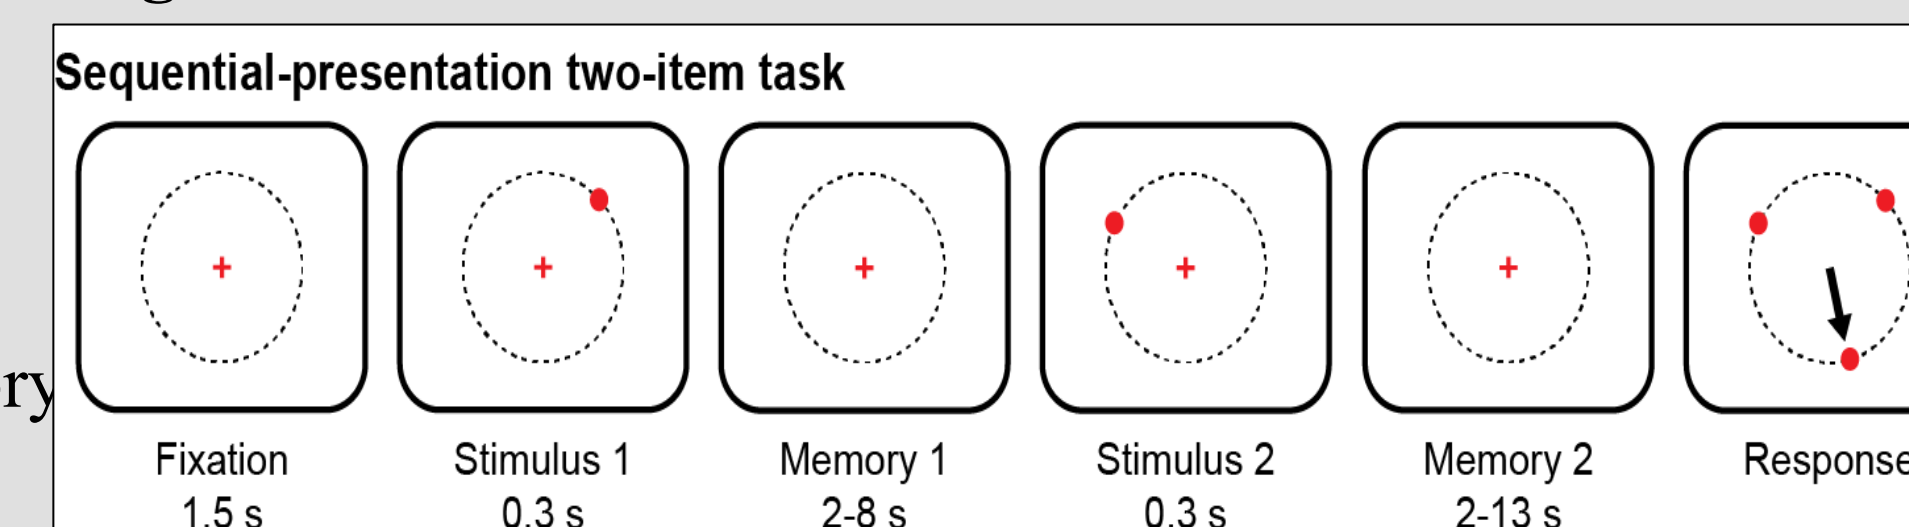 Sequential-presentation two-item task
Fixation Stimulus 1 Memory 1 Stimulus 2 Memory 2 Response
1.5 s 0.3 s 2-8 s 0.3 s 2-13 s